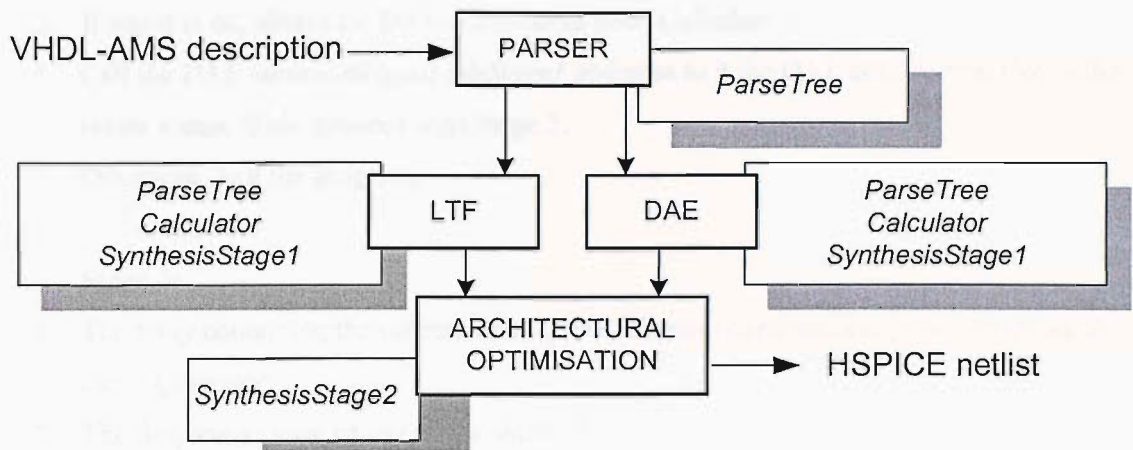 VHDL-AMS description
PARSER
ParseTree
ParseTree
Calculator
SynthesisStage1
LTF
DAE
ParseTree
Calculator
SynthesisStage1
ARCHITECTURAL
OPTIMISATION
HSPICE netlist
SynthesisStage2